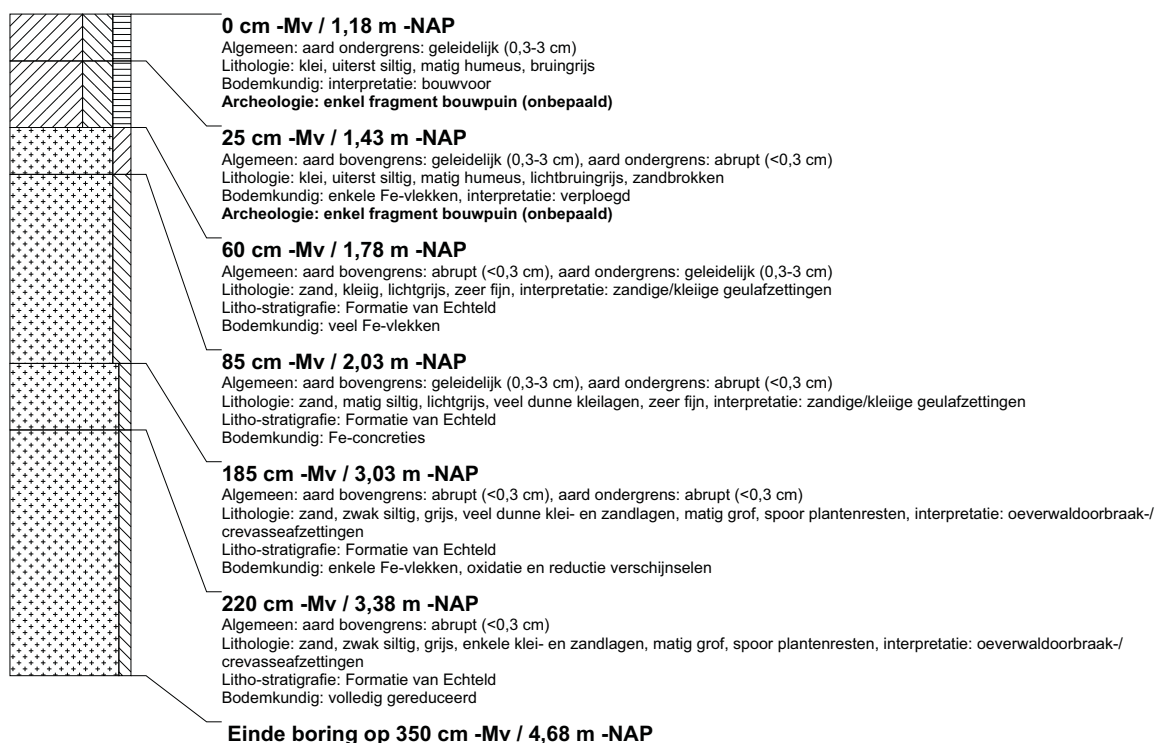 0 cm -Mv / 1,18 m -NAP
Algemeen: aard ondergrens: geleidelijk (0,3-3 cm)
Lithologie: klei, uiterst siltig, matig humeus, bruingrijs
Bodemkundig: interpretatie: bouwvoor
Archeologie: enkel fragment bouwpuin (onbepaald)
25 cm -Mv / 1,43 m -NAP
Algemeen: aard bovengrens: geleidelijk (0,3-3 cm), aard ondergrens: abrupt (<0,3 cm)
Lithologie: klei, uiterst siltig, matig humeus, lichtbruingrijs, zandbrokken
Bodemkundig: enkele Fe-vlekken, interpretatie: verploegd
Archeologie: enkel fragment bouwpuin (onbepaald)
60 cm -Mv / 1,78 m -NAP
Algemeen: aard bovengrens: abrupt (<0,3 cm), aard ondergrens: geleidelijk (0,3-3 cm)
Lithologie: zand, kleiig, lichtgrijs, zeer fijn, interpretatie: zandige/kleiige geulafzettingen
Litho-stratigrafie: Formatie van Echteld
Bodemkundig: veel Fe-vlekken
85 cm -Mv / 2,03 m -NAP
Algemeen: aard bovengrens: geleidelijk (0,3-3 cm), aard ondergrens: abrupt (<0,3 cm)
Lithologie: zand, matig siltig, lichtgrijs, veel dunne kleilagen, zeer fijn, interpretatie: zandige/kleiige geulafzettingen
Litho-stratigrafie: Formatie van Echteld
Bodemkundig: Fe-concreties
185 cm -Mv / 3,03 m -NAP
Algemeen: aard bovengrens: abrupt (<0,3 cm), aard ondergrens: abrupt (<0,3 cm)
Lithologie: zand, zwak siltig, grijs, veel dunne klei- en zandlagen, matig grof, spoor plantenresten, interpretatie: oeverwaldoorbraak-/
crevasseafzettingen
Litho-stratigrafie: Formatie van Echteld
Bodemkundig: enkele Fe-vlekken, oxidatie en reductie verschijnselen
220 cm -Mv / 3,38 m -NAP
Algemeen: aard bovengrens: abrupt (<0,3 cm)
Lithologie: zand, zwak siltig, grijs, enkele klei- en zandlagen, matig grof, spoor plantenresten, interpretatie: oeverwaldoorbraak-/
crevasseafzettingen
Litho-stratigrafie: Formatie van Echteld
Bodemkundig: volledig gereduceerd
Einde boring op 350 cm -Mv / 4,68 m -NAP